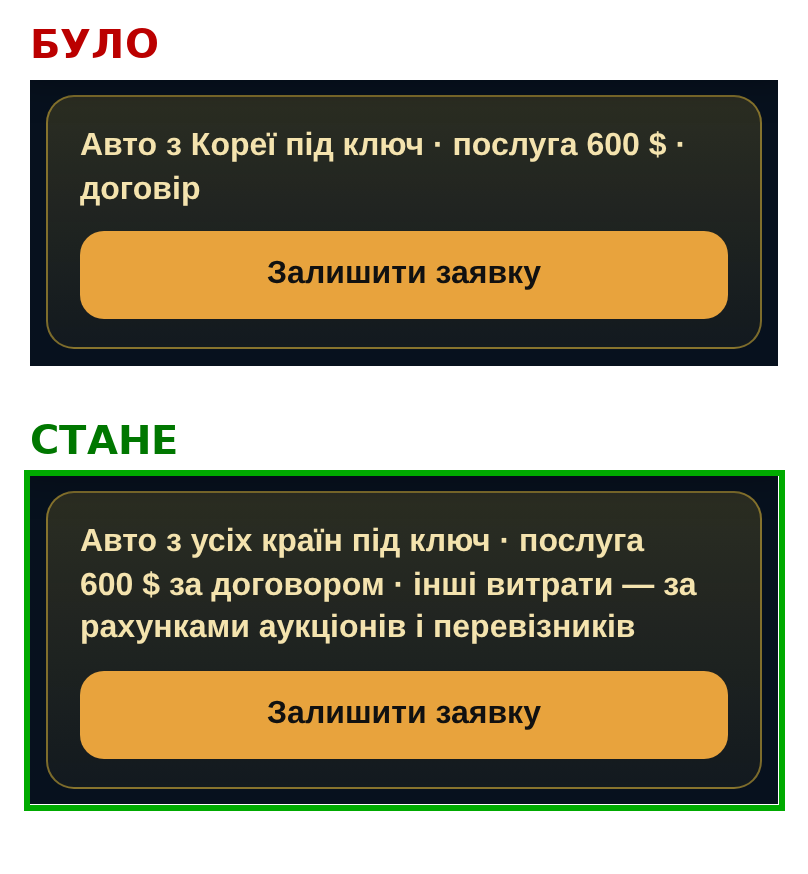 БУЛО
Авто з Кореї під ключ · послуга 600 $ ·
договір
Залишити заявку
СТАНЕ
Авто з усіх країн під ключ · послуга
600 $ за договором · інші витрати — за
рахунками аукціонів і перевізників
Залишити заявку